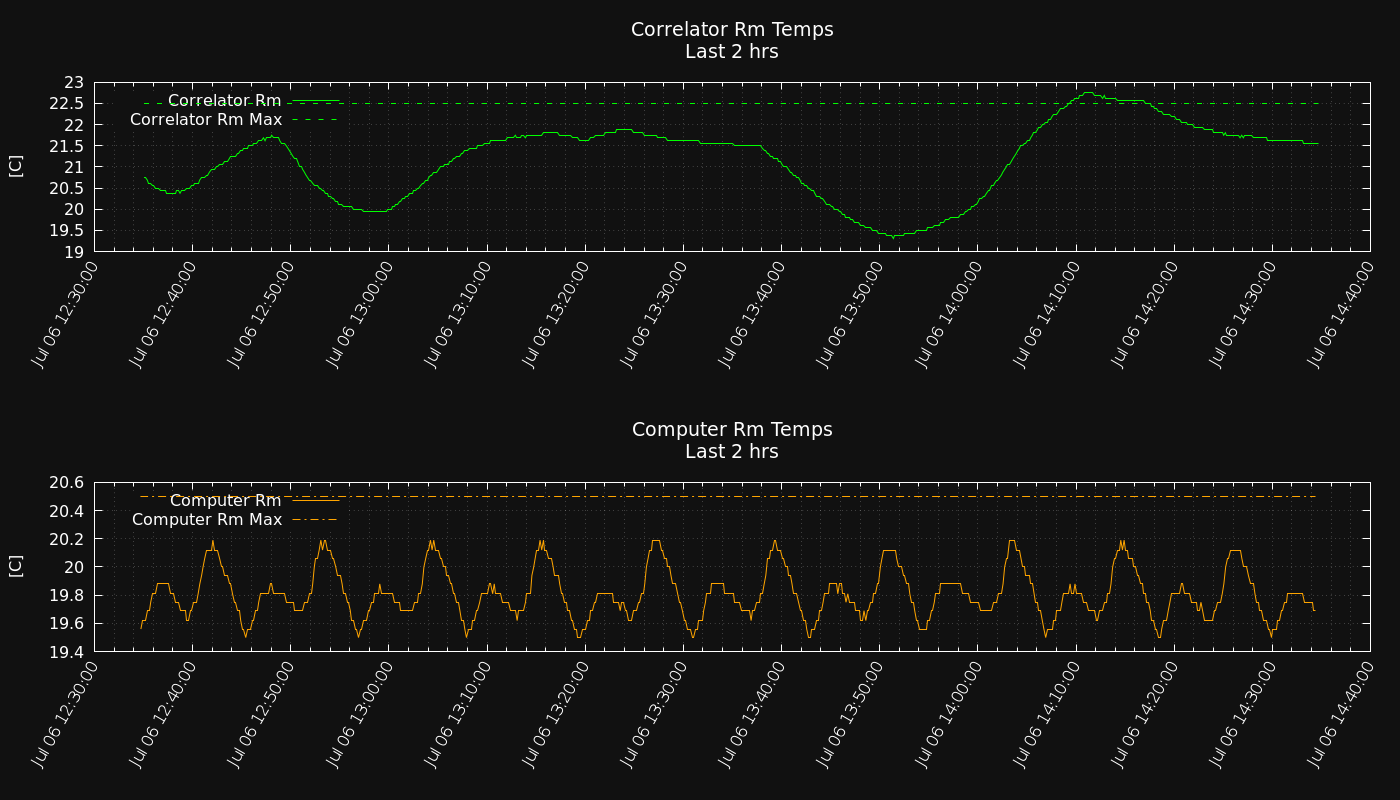 Correlator Rm Temps
Last 2 hrs
[C]
23
22.5
22
21.5
21
20.5
20
19.5
19
Correlator Rm
Correlator Rm Max
Jul 06 12:30:00
Jul 06 12:40:00
Jul 06 12:50:00
Jul 06 13:00:00
Jul 06 13:10:00
Jul 06 13:20:00
Jul 06 13:30:00
Jul 06 13:40:00
Jul 06 13:50:00
Jul 06 14:00:00
Jul 06 14:10:00
Jul 06 14:20:00
Jul 06 14:30:00
Jul 06 14:40:00
Computer Rm Temps
Last 2 hrs
[C]
20.6
20.4
20.2
20
19.8
19.6
19.4
Computer Rm
Computer Rm Max
Jul 06 12:30:00
Jul 06 12:40:00
Jul 06 12:50:00
Jul 06 13:00:00
Jul 06 13:10:00
Jul 06 13:20:00
Jul 06 13:30:00
Jul 06 13:40:00
Jul 06 13:50:00
Jul 06 14:00:00
Jul 06 14:10:00
Jul 06 14:20:00
Jul 06 14:30:00
Jul 06 14:40:00